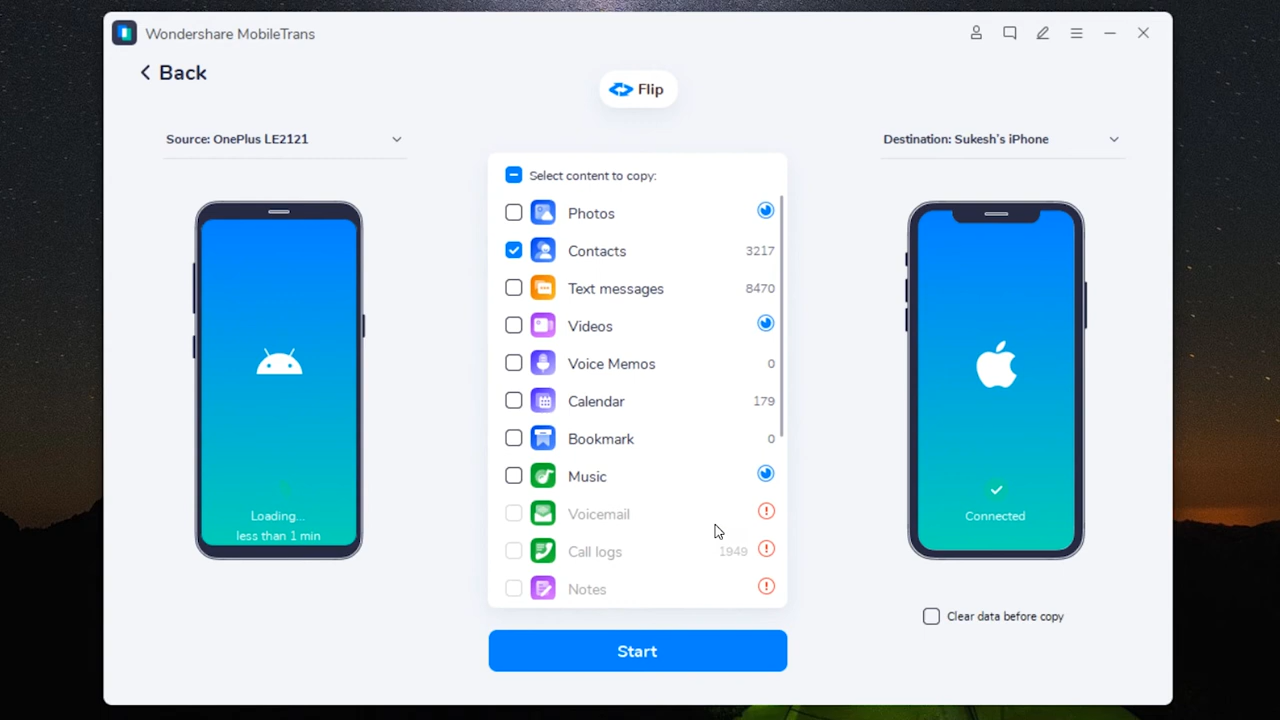 Wondershare MobileTrans
Back
Flip
Source: OnePlus LE2121
Destination: Sukesh's iPhone
Select content to copy:
Photos
Contacts 3217
Text messages 8470
Videos
Voice Memos 0
Calendar 179
Bookmark 0
Music
Voicemail
Call logs 1949
Notes
Loading...
less than 1 min
Connected
Clear data before copy
Start